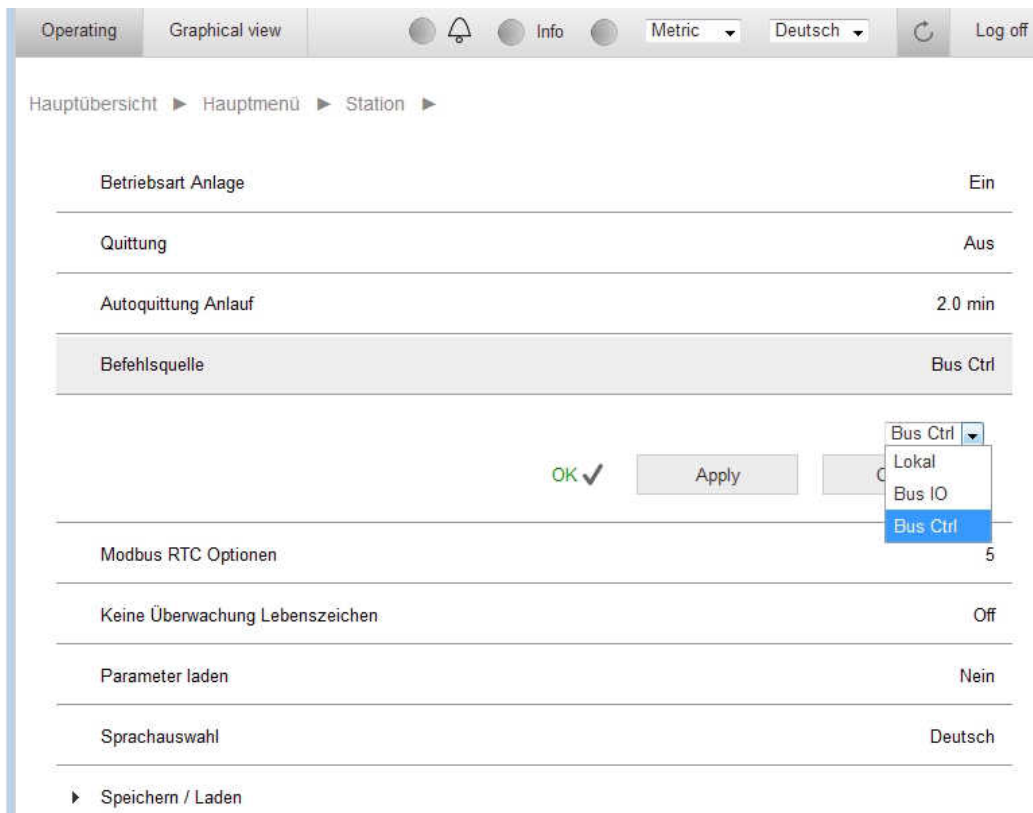 Operating Graphical view Info Metric Deutsch Log off
Hauptübersicht ► Hauptmenü ► Station ►
Betriebsart Anlage Ein
Quittung Aus
Autoquittung Anlauf 2.0 min
Befehlsquelle Bus Ctrl
Bus Ctrl
Lokal
OK Apply
Bus IO
Bus Ctrl
Modbus RTC Optionen 5
Keine Überwachung Lebenszeichen Off
Parameter laden Nein
Sprachauswahl Deutsch
Speichern / Laden